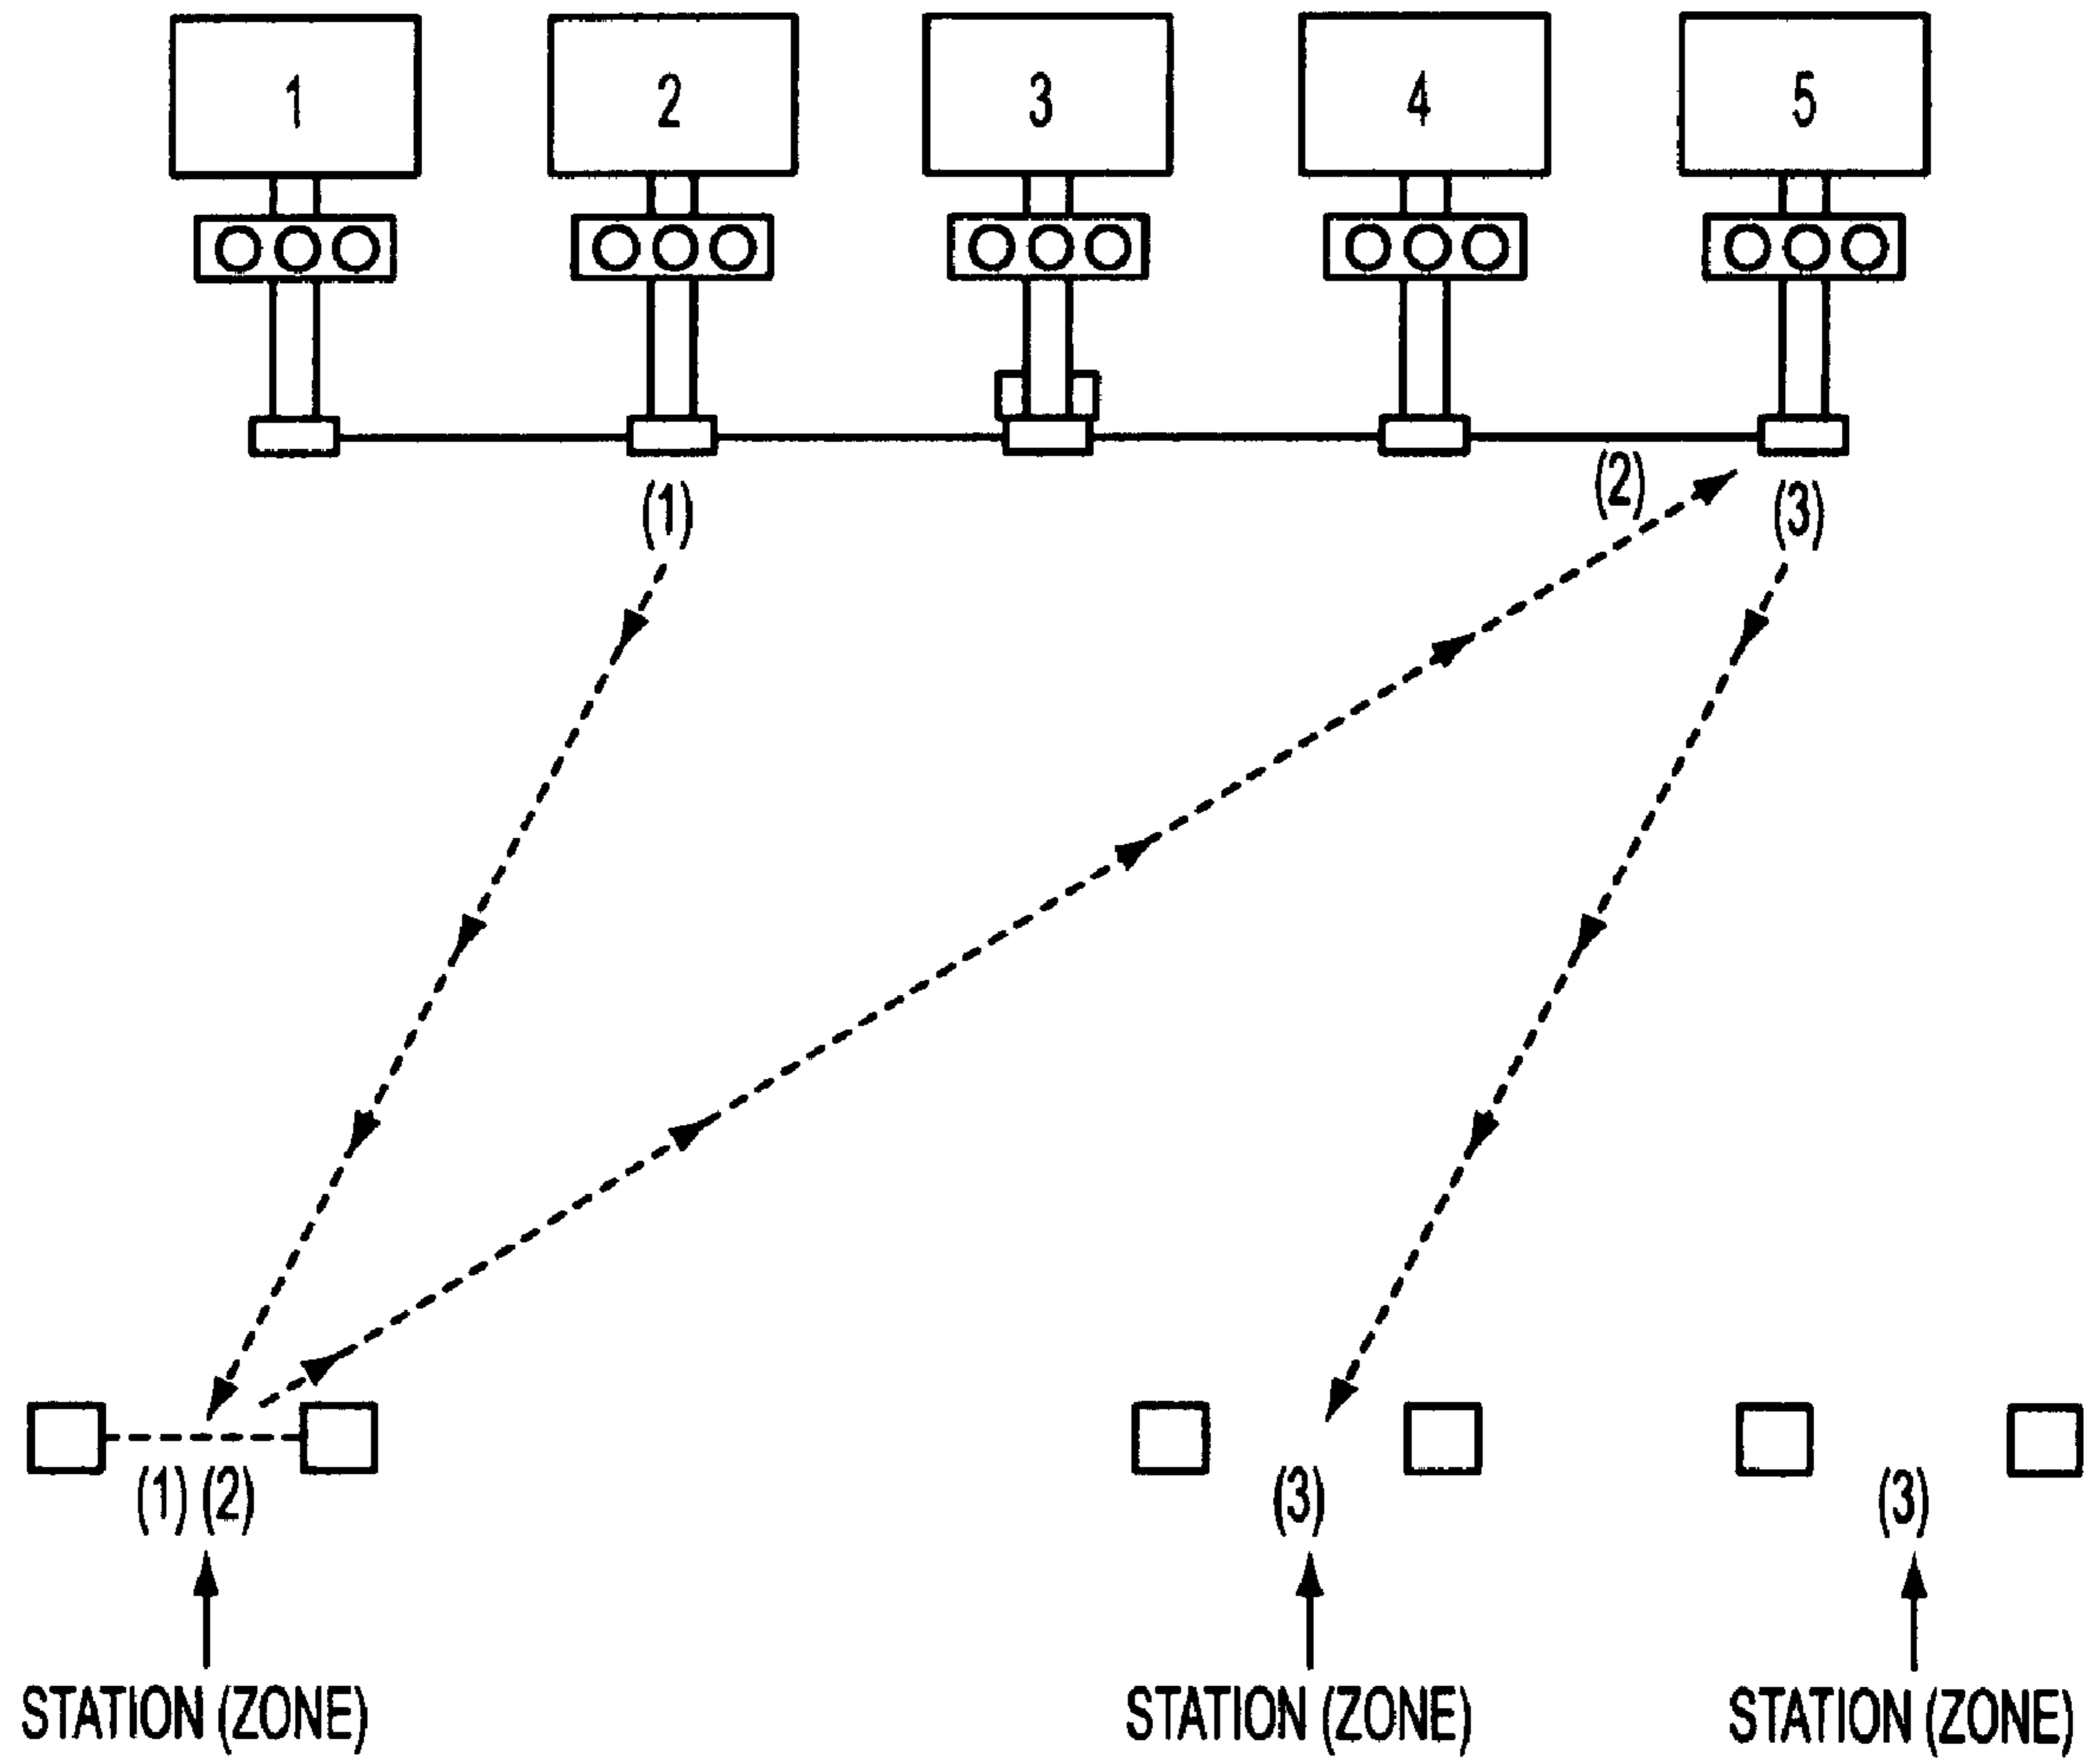 1 2 3 4 5
(1) (2) (3)
(1) (2) (3) (3)
STATION (ZONE) STATION (ZONE) STATION (ZONE)